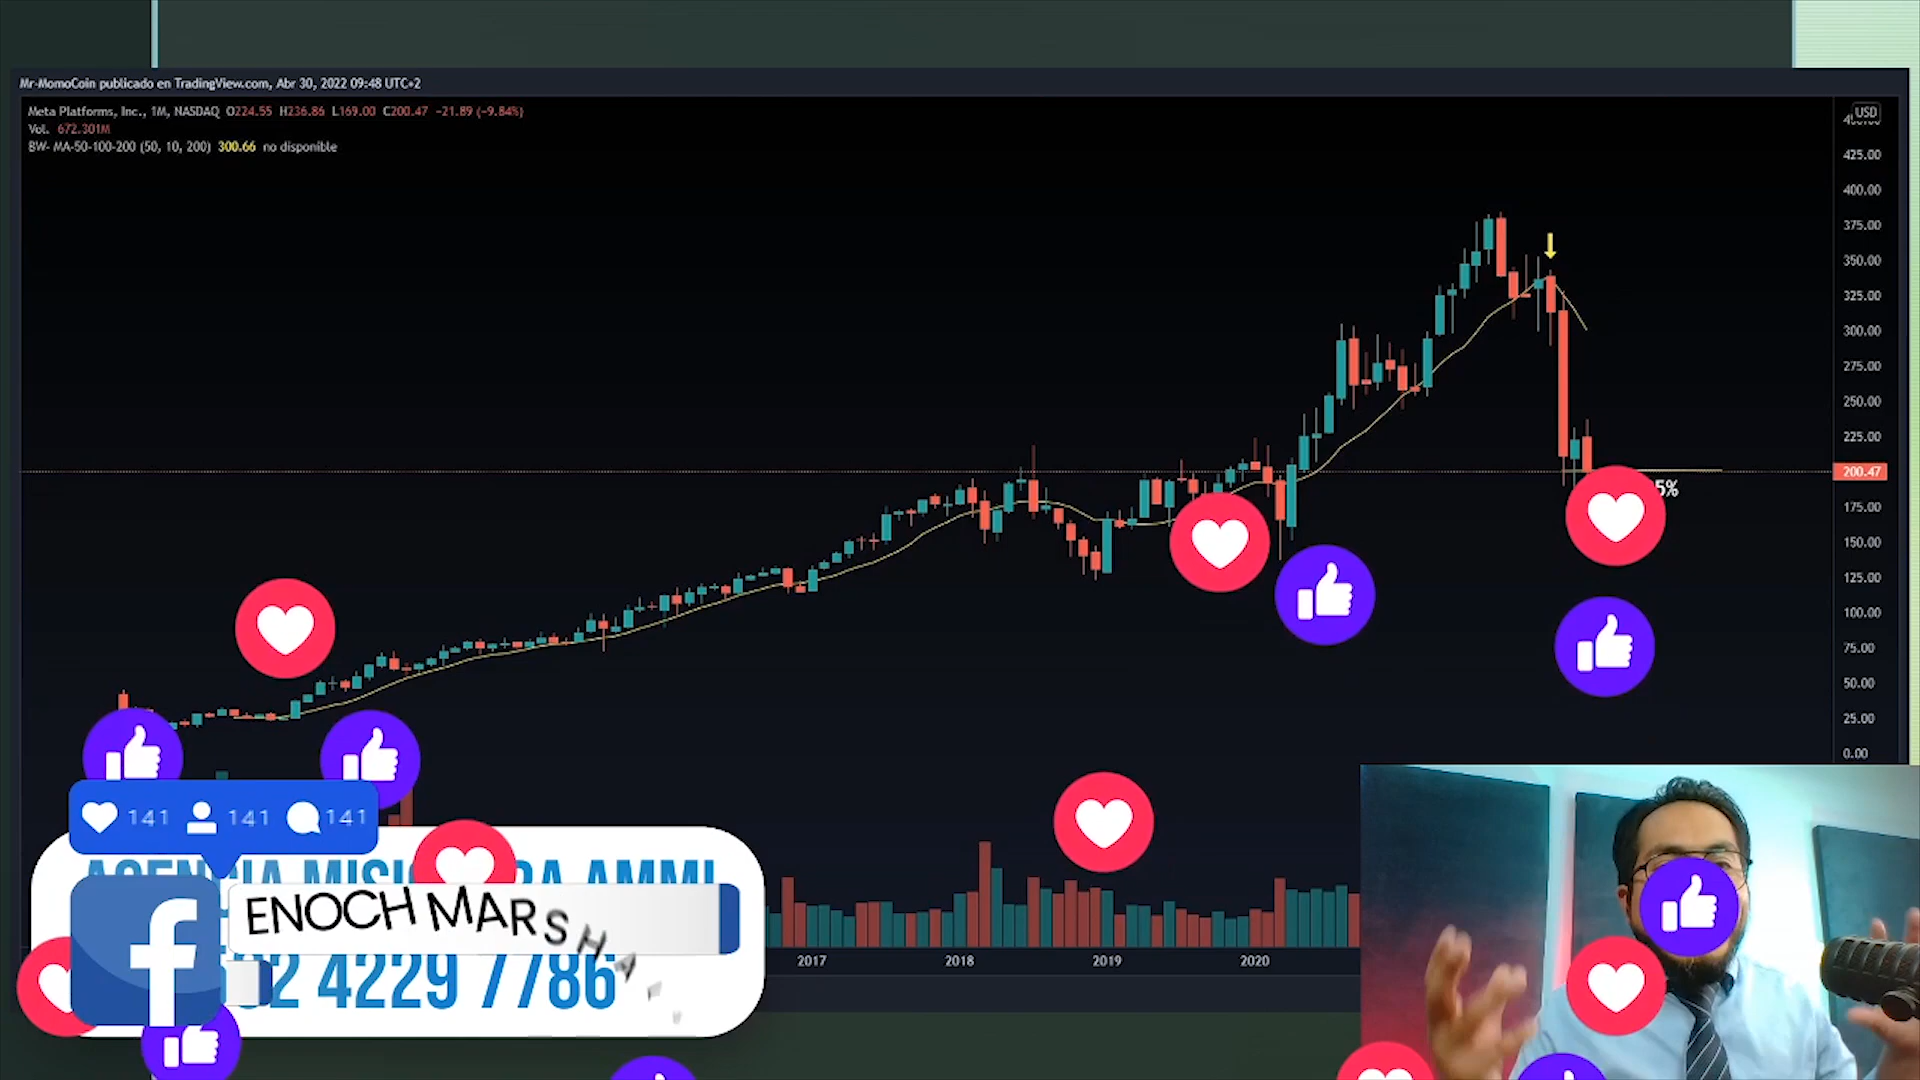 Mr-MomoCoin publicado en TradingView.com, Abr 30, 2022 09:48 UTC+2
Meta Platforms, Inc., 1M, NASDAQ O224.55 H236.86 L169.00 C200.47 −21.89 (−9.84%)
Vol. 672.301M
BW- MA-50-100-200 (50, 10, 200) 300.66 no disponible
USD
425.00
400.00
375.00
350.00
325.00
300.00
275.00
250.00
225.00
200.47
5%
175.00
150.00
125.00
100.00
75.00
50.00
25.00
0.00
141 141 141
AMMI
ENOCH MARSHA
4229 7786
2017 2018 2019 2020